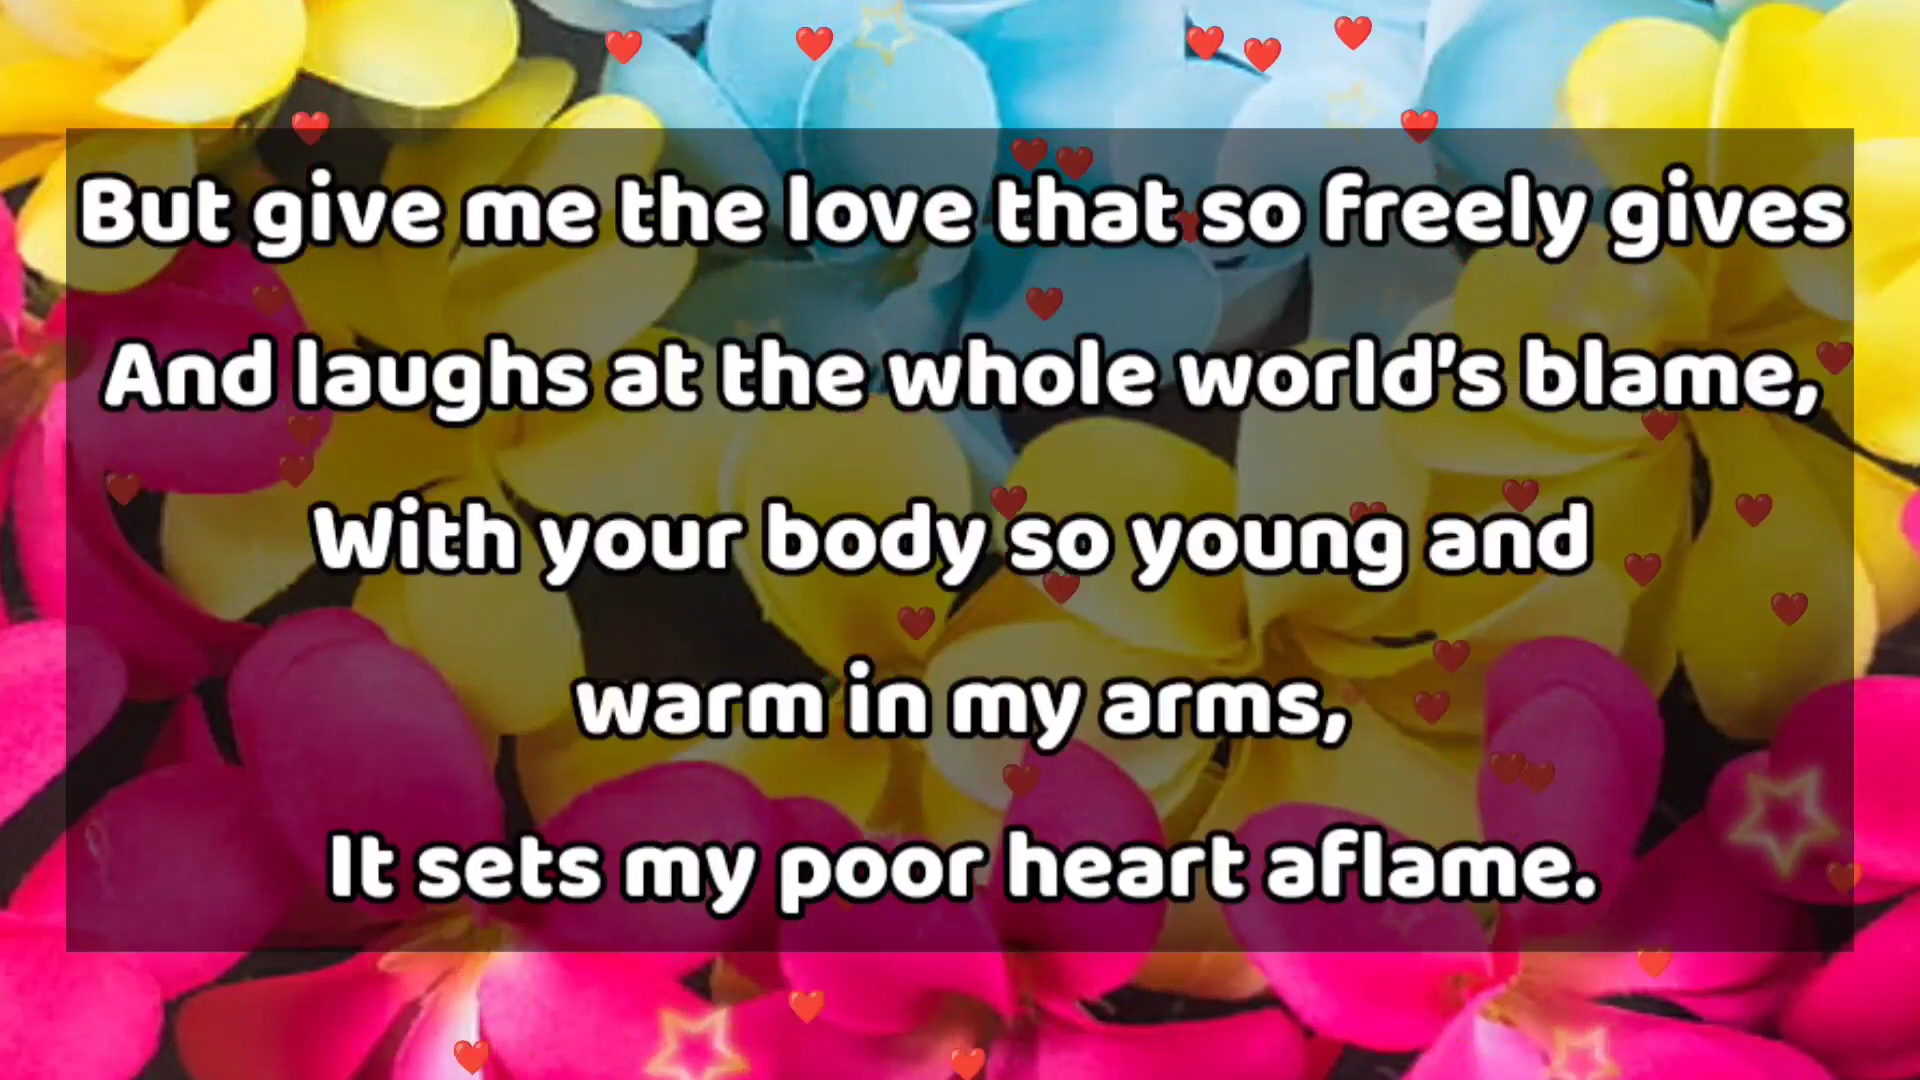 But give me the love that so freely gives
And laughs at the whole world's blame,
With your body so young and
warm in my arms,
It sets my poor heart aflame.